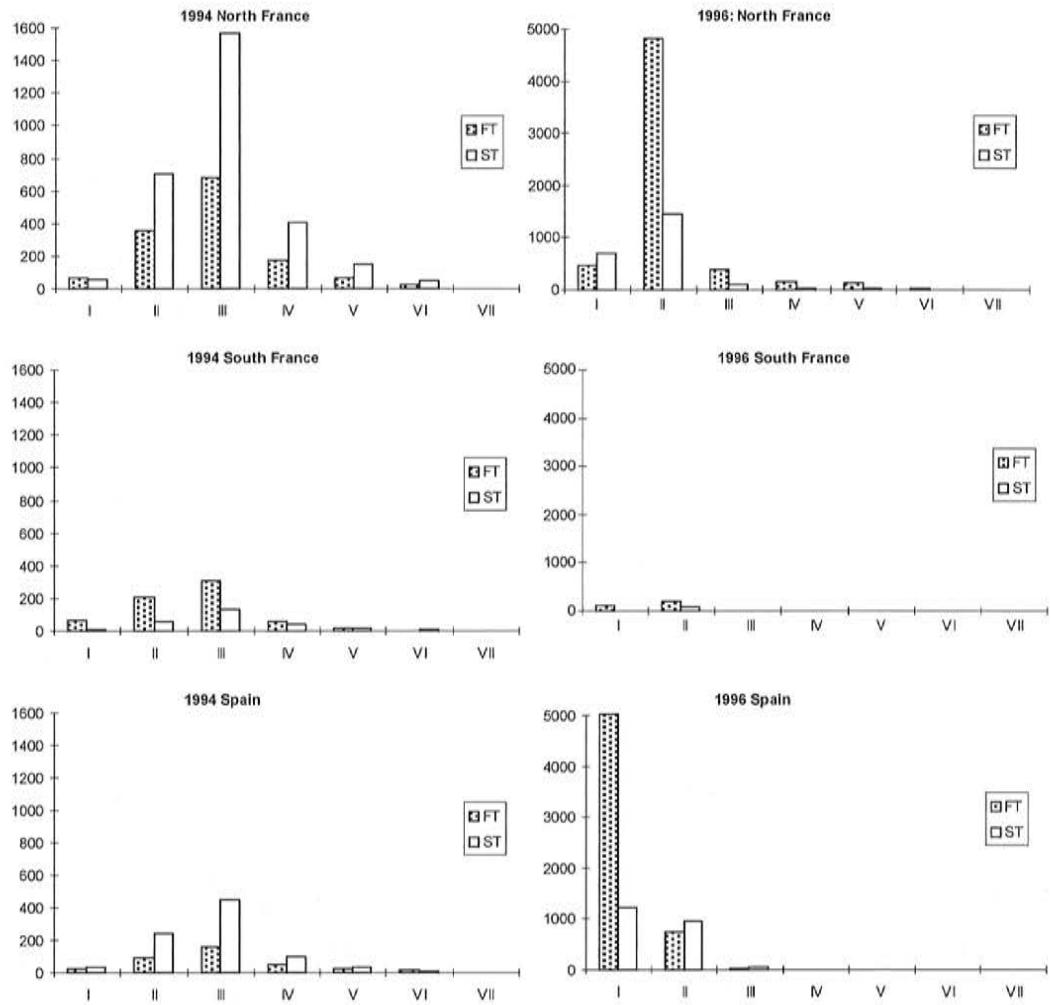 1994 North France
1600
1400
1200
1000
800
600
400
200
0
FT
ST
I II III IV V VI VII
1996: North France
5000
4000
3000
2000
1000
0
FT
ST
I II III IV V VI VII
1994 South France
1600
1400
1200
1000
800
600
400
200
0
FT
ST
I II III IV V VI VII
1996 South France
5000
4000
3000
2000
1000
0
FT
ST
I II III IV V VI VII
1994 Spain
1600
1400
1200
1000
800
600
400
200
0
FT
ST
I II III IV V VI VII
1996 Spain
5000
4000
3000
2000
1000
0
FT
ST
I II III IV V VI VII